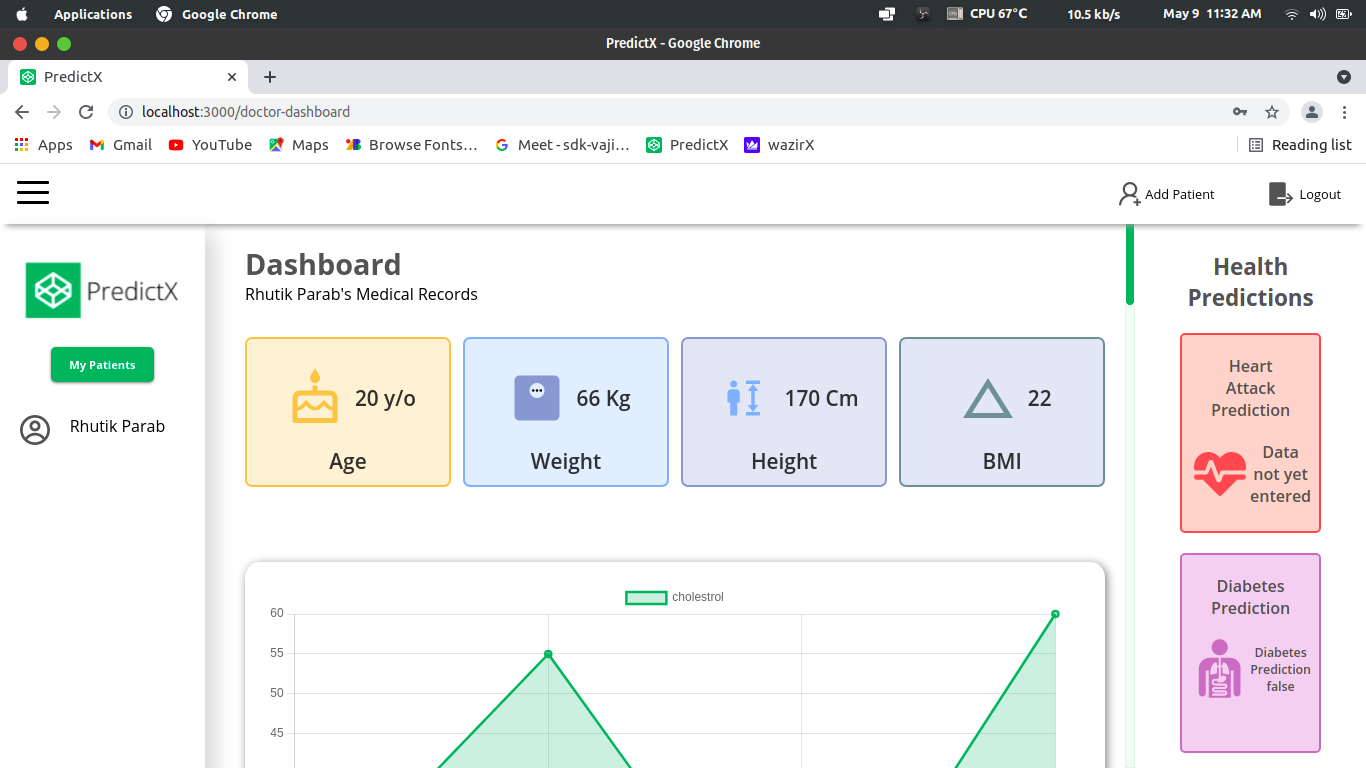 Applications Google Chrome CPU 67°C 10.5 kb/s May 9 11:32 AM
PredictX - Google Chrome
PredictX
localhost:3000/doctor-dashboard
Apps Gmail YouTube Maps Browse Fonts... Meet - sdk-vaji... PredictX wazirX Reading list
Add Patient Logout
PredictX
My Patients
Rhutik Parab
Dashboard
Rhutik Parab's Medical Records
20 y/o
Age
66 Kg
Weight
170 Cm
Height
22
BMI
cholestrol
60
55
50
45
Health
Predictions
Heart
Attack
Prediction
Data
not yet
entered
Diabetes
Prediction
Diabetes
Prediction
false